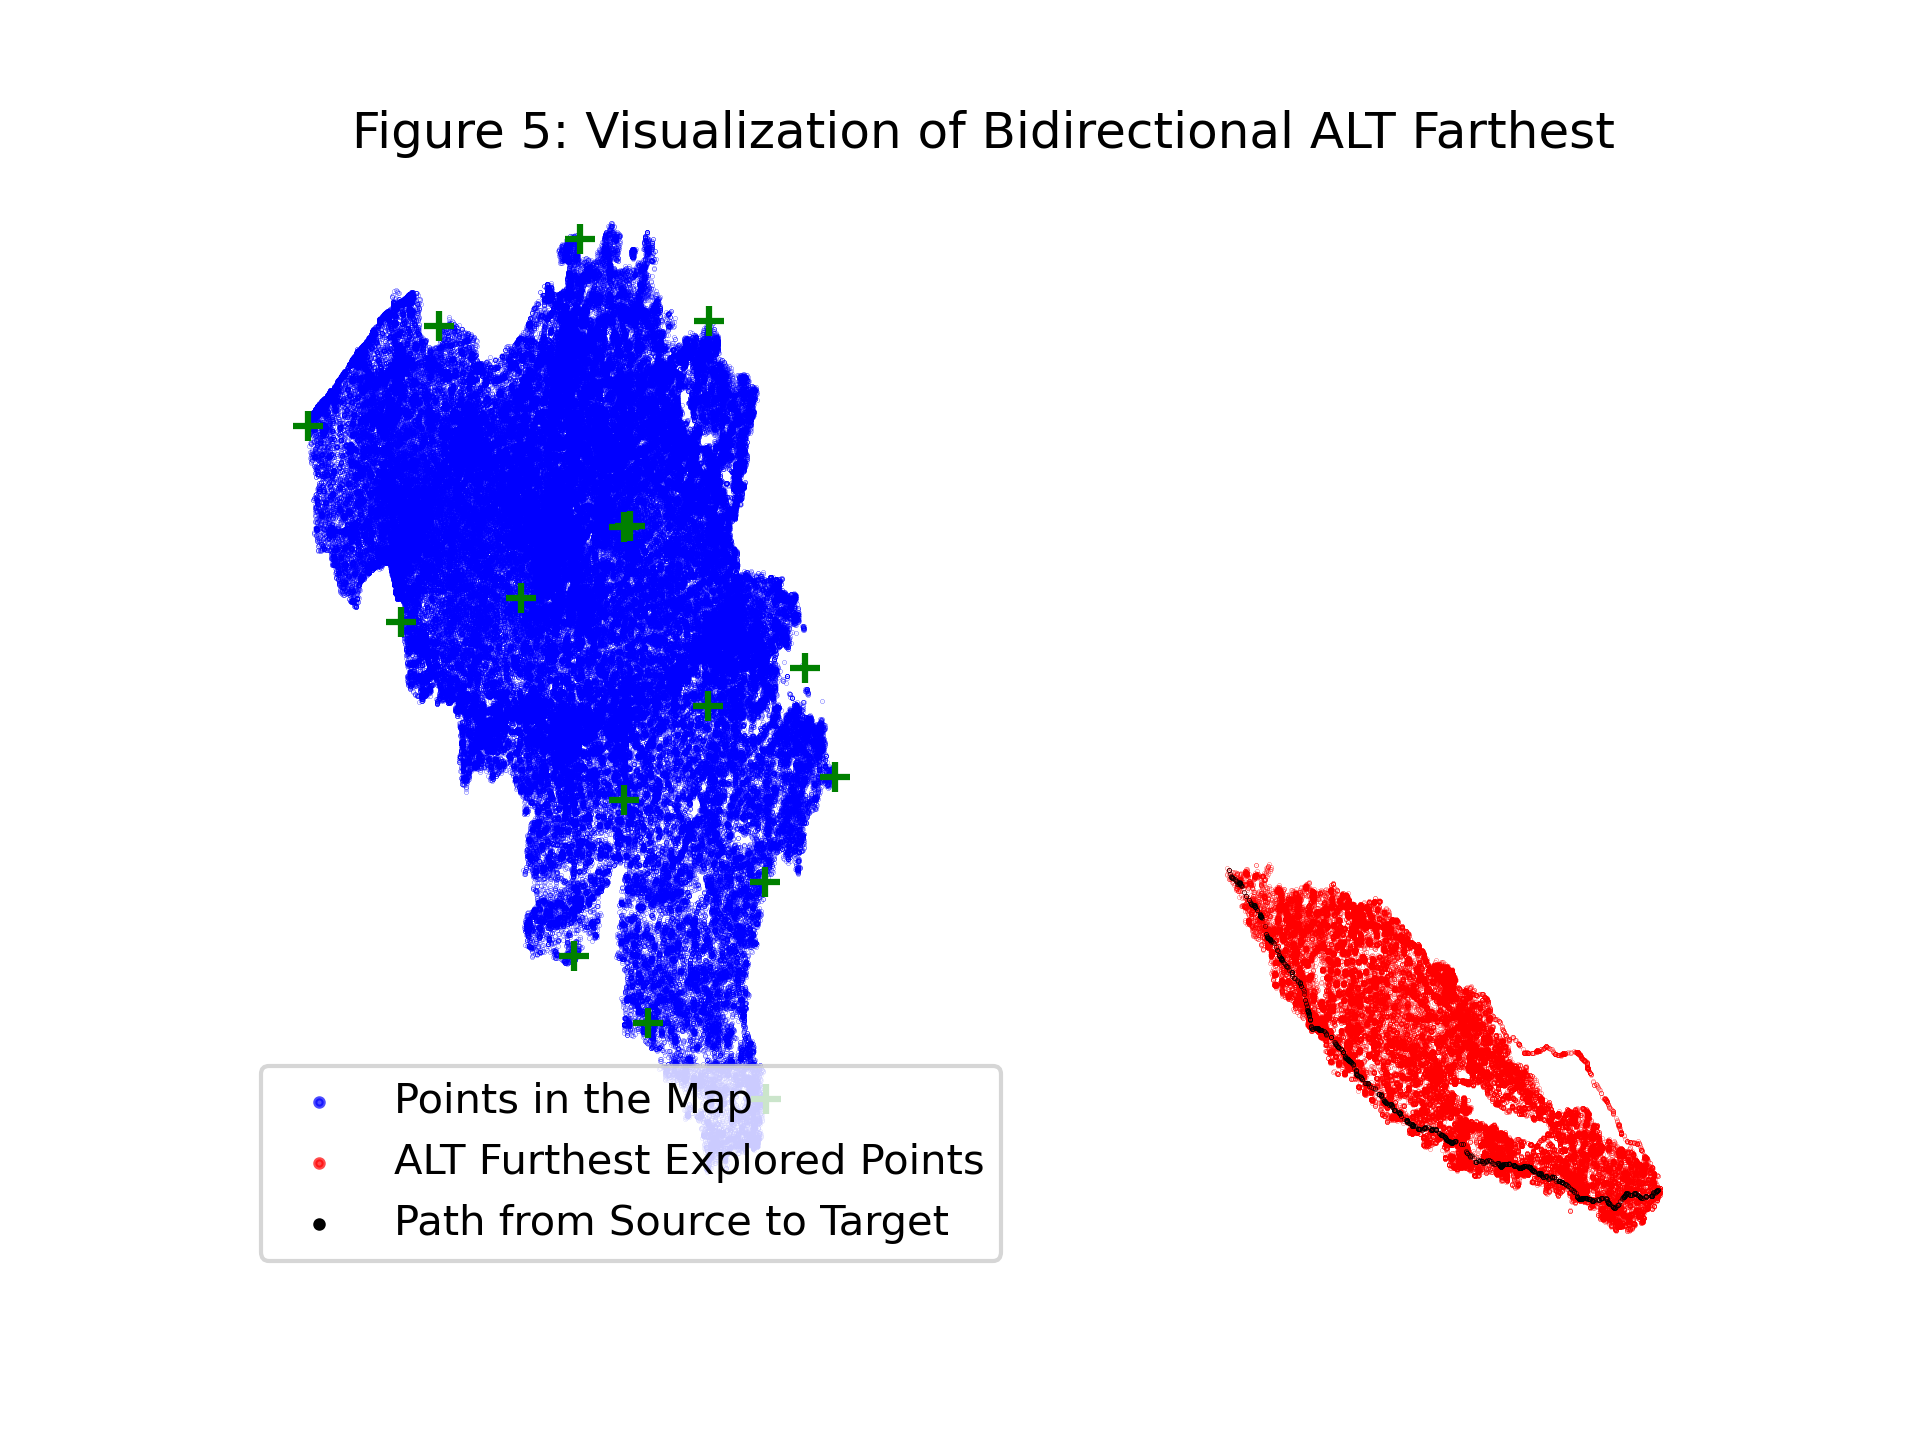 Figure 5: Visualization of Bidirectional ALT Farthest
Points in the Map
ALT Furthest Explored Points
Path from Source to Target